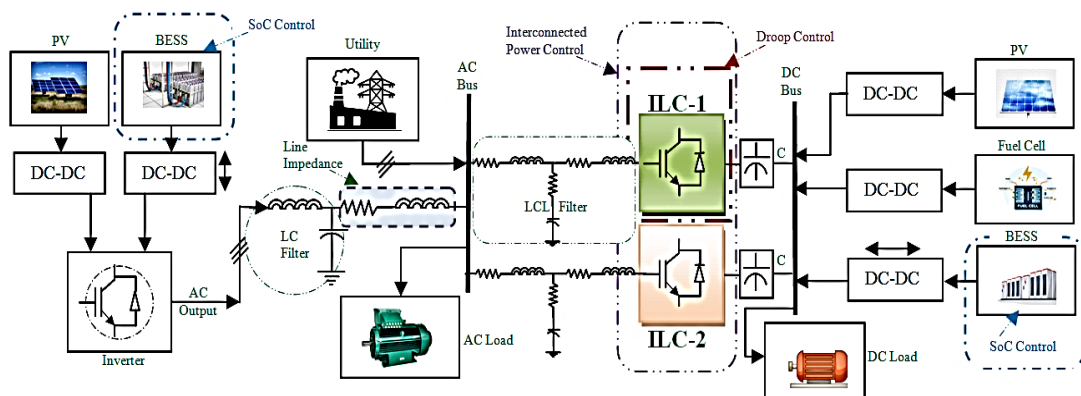 SoC Control
PV
BESS
DC-DC
DC-DC
Inverter
AC
Output
LC
Filter
Line
Impedance
Utility
AC
Bus
AC Load
LCL Filter
Interconnected
Power Control
Droop Control
ILC-1
ILC-2
C
C
DC
Bus
DC Load
DC-DC
PV
DC-DC
Fuel Cell
FUEL CELL
DC-DC
BESS
SoC Control